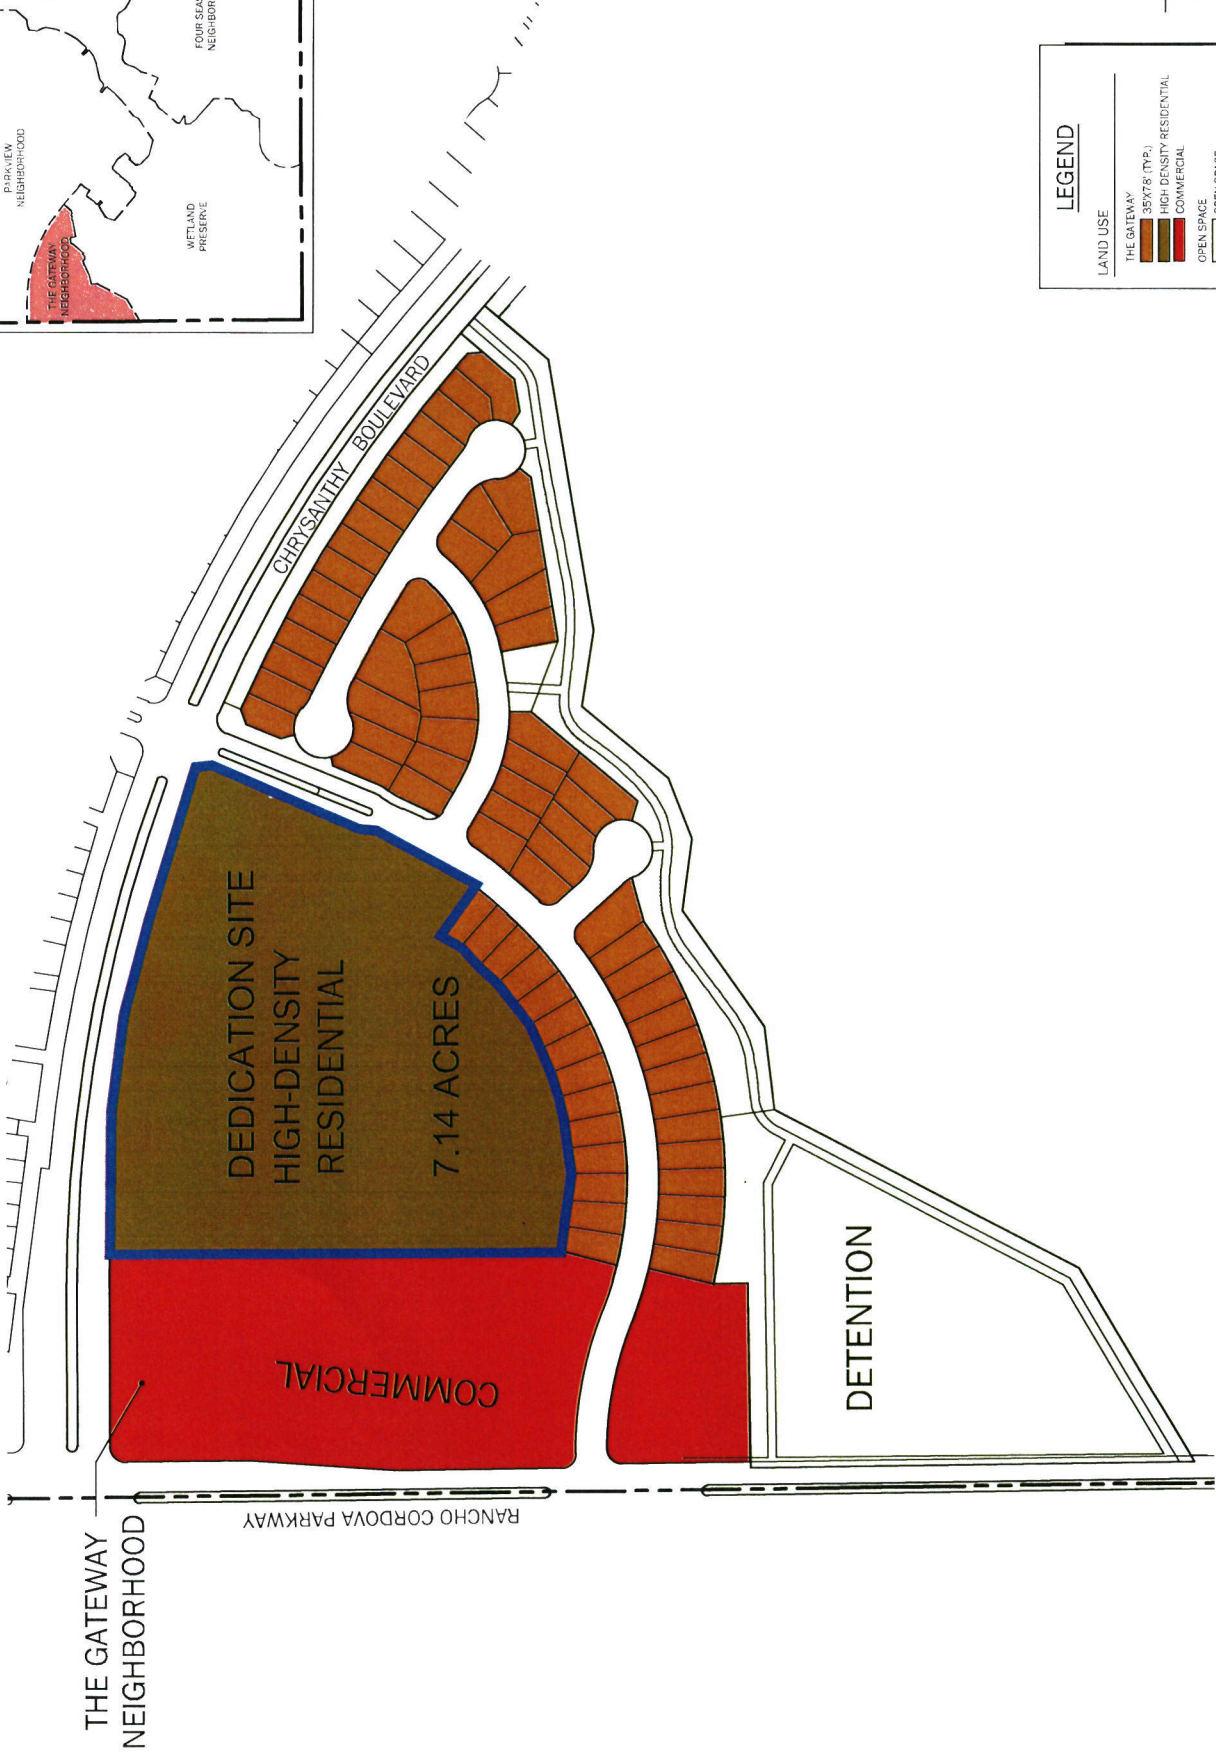 THE GATEWAY
NEIGHBORHOOD
COMMERCIAL
RANCHO CORDOVA PARKWAY
DEDICATION SITE
HIGH-DENSITY
RESIDENTIAL
7.14 ACRES
DETENTION
CHRYSANTHY BOULEVARD
THE GATEWAY
NEIGHBORHOOD
PARKVIEW
NEIGHBORHOOD
WETLAND
PRESERVE
FOUR SEAS
NEIGHBOR
LEGEND
LAND USE
THE GATEWAY
35'X78' (TYP.)
HIGH DENSITY RESIDENTIAL
COMMERCIAL
OPEN SPACE